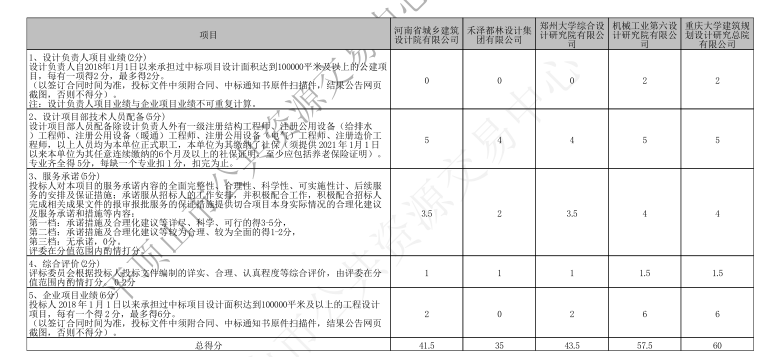 项目
河南省城乡建筑
设计院有限公司
禾泽都林设计集
团有限公司
郑州大学综合设
计研究院有限公
司
机械工业第六设
计研究院有限公
司
重庆大学建筑规
划设计研究总院
有限公司
1、设计负责人项目业绩(2分)
设计负责人自2018年1月1日以来承担过中标项目设计面积达到100000平米及以上的公建项
目，每有一项得2 分，最多得2分。
（以签订合同时间为准，投标文件中须附合同、中标通知书原件扫描件，结果公告网页
截图，否则不得分）。
注：设计负责人项目业绩与企业项目业绩不可重复计算。
0
0
0
2
2
2、设计项目部技术人员配备(5分)
设计项目部人员配备除设计负责人外有一级注册结构工程师、注册公用设备（给排水
）工程师、注册公用设备（暖通）工程师、注册公用设备（电气）工程师、注册造价工
程师，以上人员均为本单位正式职工，本单位为其缴纳了社保（须提供 2021 年 1月 1日
以来本单位为其任意连续缴纳的6个月及以上的社保证明，至少应包括养老保险证明）。
专业齐全得 5分，每缺一个专业扣 1分，扣完为止。
5
4
4
5
5
3、服务承诺(5分)
投标人对本项目的服务承诺内容的全面完整性、合理性、科学性、可实施性计、后续服
务的安排及保证措施；承诺服从招标人的工作安排，并积极配合工作，积极配合招标人
完成相关成果文件的报审报批服务的保证措施提供切合项目本身实际情况的合理化建议
及服务承诺和措施等内容:
第一档: 承诺措施及合理化建议等详尽、科学、可行的得3-5分,
第二档: 承诺措施及合理化建议等较为合理、较为全面的得1-2分,
第三档: 无承诺，0分。
评委在分值范围内酌情打分
3.5
2
3.5
4
4
4、综合评价(2分)
评标委员会根据投标人投标文件编制的详实、合理、认真程度等综合评价，由评委在分
值范围内酌情打分， 0-2分
1
1
1
1.5
1.5
5、企业项目业绩(6分)
投标人 2018 年 1 月 1 日以来承担过中标项目设计面积达到100000平米及以上的工程设计
项目，每有一个得 2 分，最多得6分。
（以签订合同时间为准，投标文件中须附合同、中标通知书原件扫描件，结果公告网页
截图，否则不得分）。
2
0
2
6
6
总得分
41.5
35
43.5
57.5
60